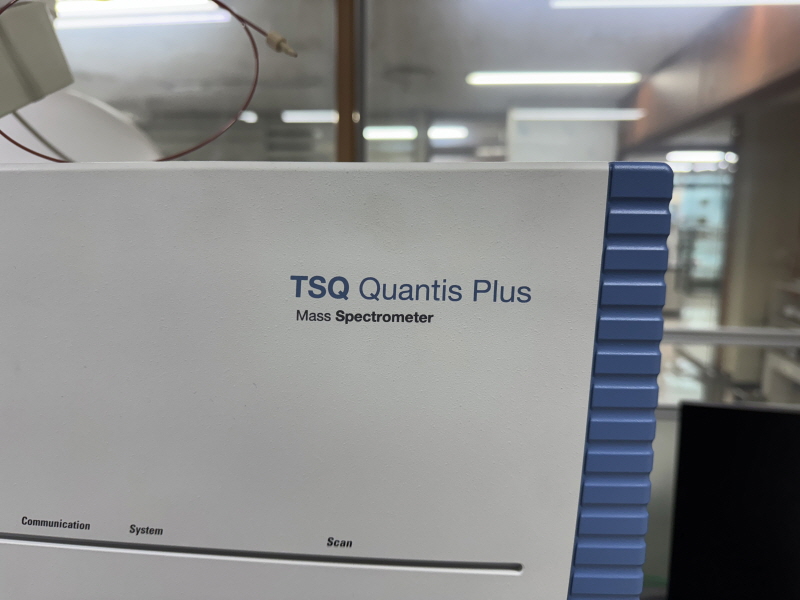 TSQ Quantis Plus
Mass Spectrometer
Communication System Scan